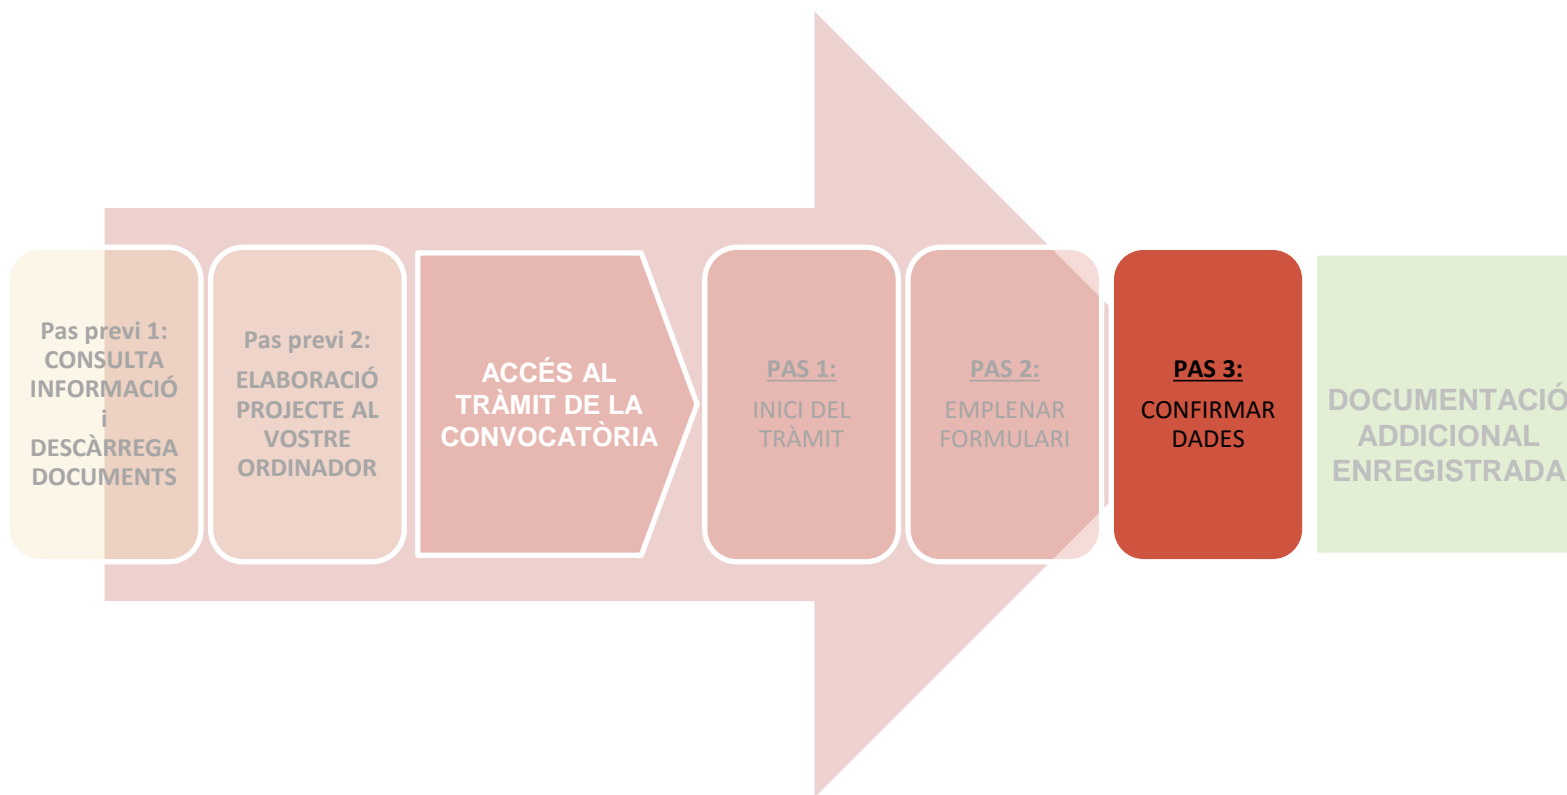 Pas previ 1:
CONSULTA
INFORMACIÓ
i
DESCÀRREGA
DOCUMENTS
Pas previ 2:
ELABORACIÓ
PROJECTE AL
VOSTRE
ORDINADOR
ACCÉS AL
TRÀMIT DE LA
CONVOCATÒRIA
PAS 1:
INICI DEL
TRÀMIT
PAS 2:
EMPLENAR
FORMULARI
PAS 3:
CONFIRMAR
DADES
DOCUMENTACIÓ
ADDICIONAL
ENREGISTRADA